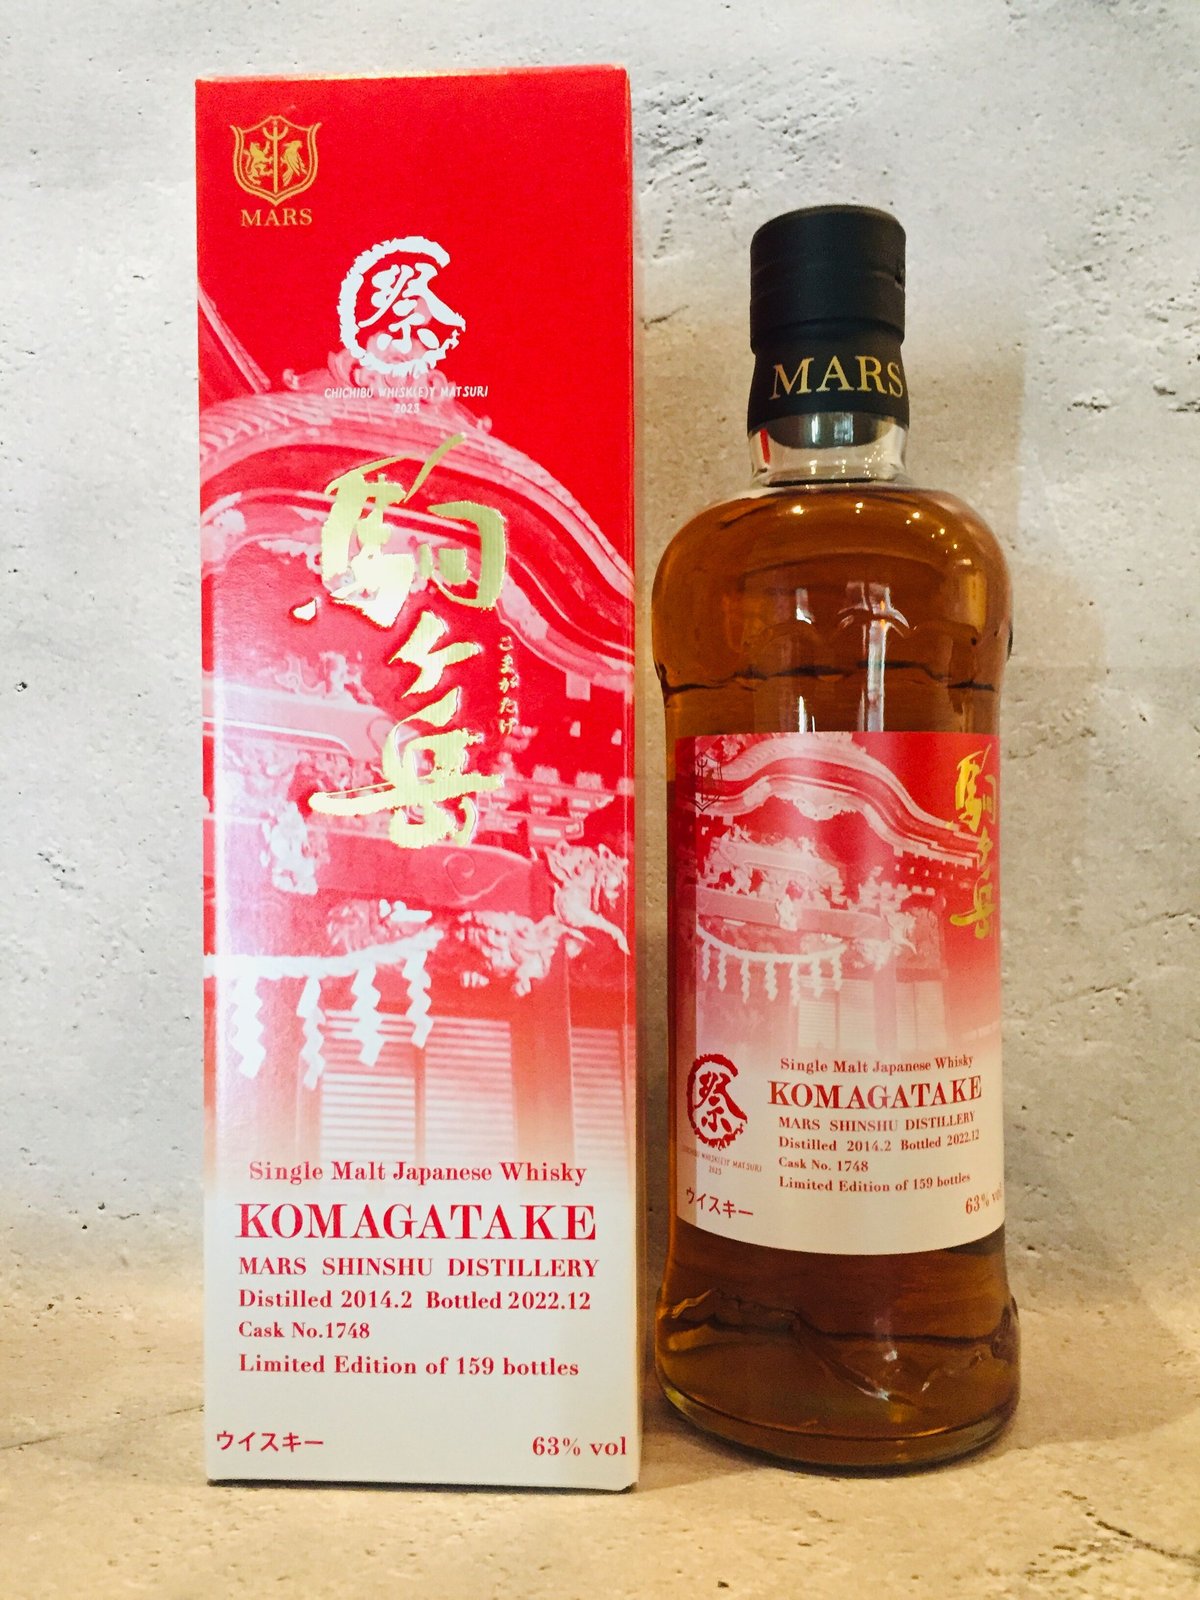 MARS
祭
CHICHIBU WHISK(E)Y MATSURI
2023
駒ヶ岳
こまがたけ
Single Malt Japanese Whisky
KOMAGATAKE
MARS SHINSHU DISTILLERY
Distilled 2014.2 Bottled 2022.12
Cask No.1748
Limited Edition of 159 bottles
ウイスキー
63% vol
MARS
駒ヶ岳
祭
CHICHIBU WHISK(E)Y MATSURI
2023
Single Malt Japanese Whisky
KOMAGATAKE
MARS SHINSHU DISTILLERY
Distilled 2014.2 Bottled 2022.12
Cask No. 1748
Limited Edition of 159 bottles
ウイスキー
63% vol